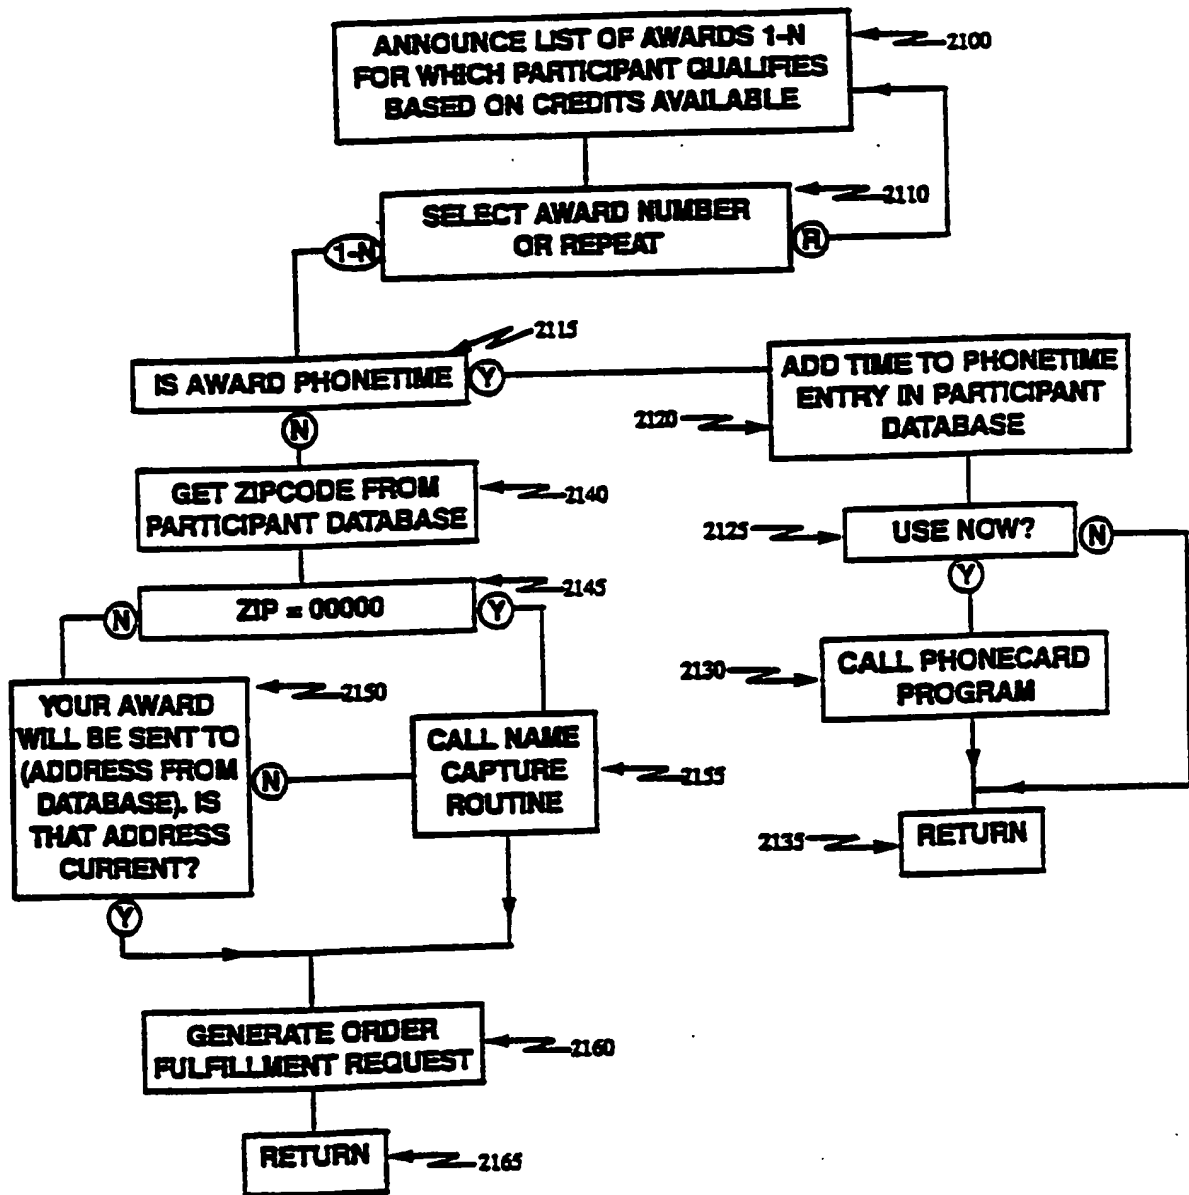 ANNOUNCE LIST OF AWARDS 1-N
FOR WHICH PARTICIPANT QUALIFIES
BASED ON CREDITS AVAILABLE
2100
SELECT AWARD NUMBER
OR REPEAT
2110
1-N
R
2115
IS AWARD PHONETIME
Y
N
ADD TIME TO PHONETIME
ENTRY IN PARTICIPANT
DATABASE
2120
GET ZIPCODE FROM
PARTICIPANT DATABASE
2140
2125
USE NOW?
N
Y
2145
N
ZIP = 00000
Y
2130
CALL PHONECARD
PROGRAM
2150
YOUR AWARD
WILL BE SENT TO
(ADDRESS FROM
DATABASE). IS
THAT ADDRESS
CURRENT?
N
Y
CALL NAME
CAPTURE
ROUTINE
2155
2135
RETURN
GENERATE ORDER
FULFILLMENT REQUEST
2160
RETURN
2165